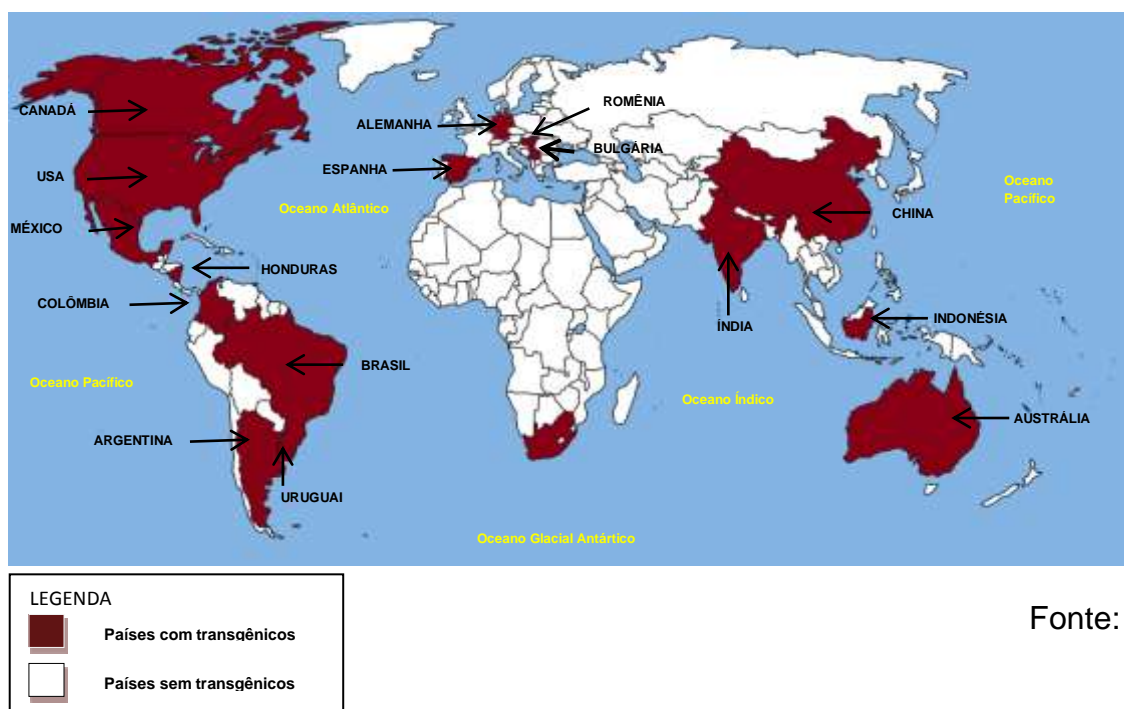 CANADÁ
USA
MÉXICO
HONDURAS
COLÔMBIA
BRASIL
ARGENTINA
URUGUAI
ALEMANHA
ROMÊNIA
BULGÁRIA
ESPANHA
CHINA
ÍNDIA
INDONÉSIA
AUSTRÁLIA
Oceano Atlântico
Oceano
Pacífico
Oceano Pacífico
Oceano Índico
Oceano Glacial Antártico
LEGENDA
Países com transgênicos
Países sem transgênicos
Fonte: